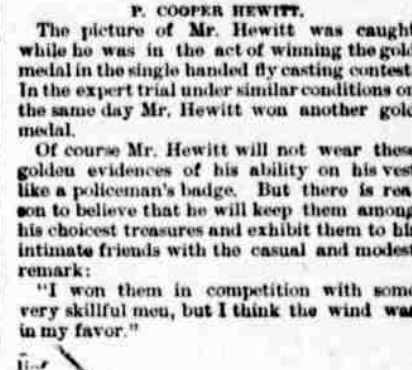 P. COOPER HEWITT.
The picture of Mr. Hewitt was caught
while he was in the act of winning the gold
medal in the single handed fly casting contest.
In the expert trial under similar conditions on
the same day Mr. Hewitt won another gold
medal.
Of course Mr. Hewitt will not wear these
golden evidences of his ability on his vest
like a policeman's badge. But there is rea
son to believe that he will keep them among
his choicest treasures and exhibit them to his
intimate friends with the casual and modest
remark:
"I won them in competition with some
very skillful men, but I think the wind was
in my favor."